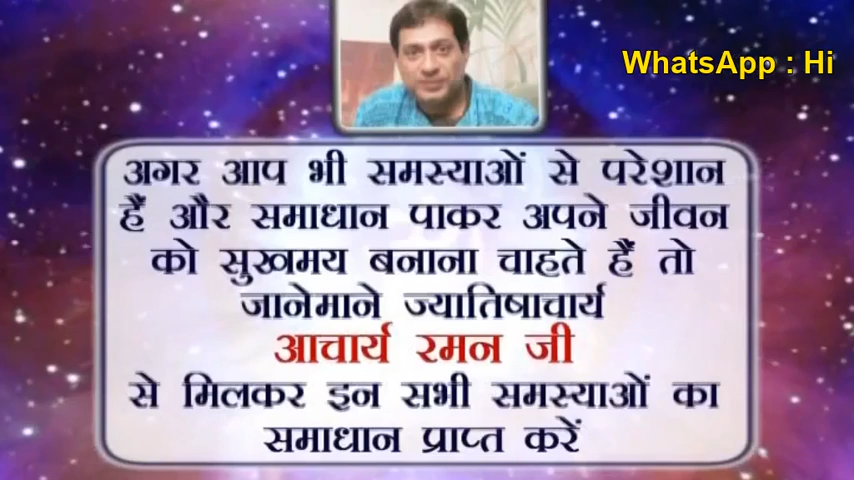 WhatsApp : Hi
अगर आप भी समस्याओं से परेशान
हैं और समाधान पाकर अपने जीवन
को सुखमय बनाना चाहते हैं तो
जानेमाने ज्यातिषाचार्य
आचार्य रमन जी
से मिलकर इन सभी समस्याओं का
समाधान प्राप्त करें